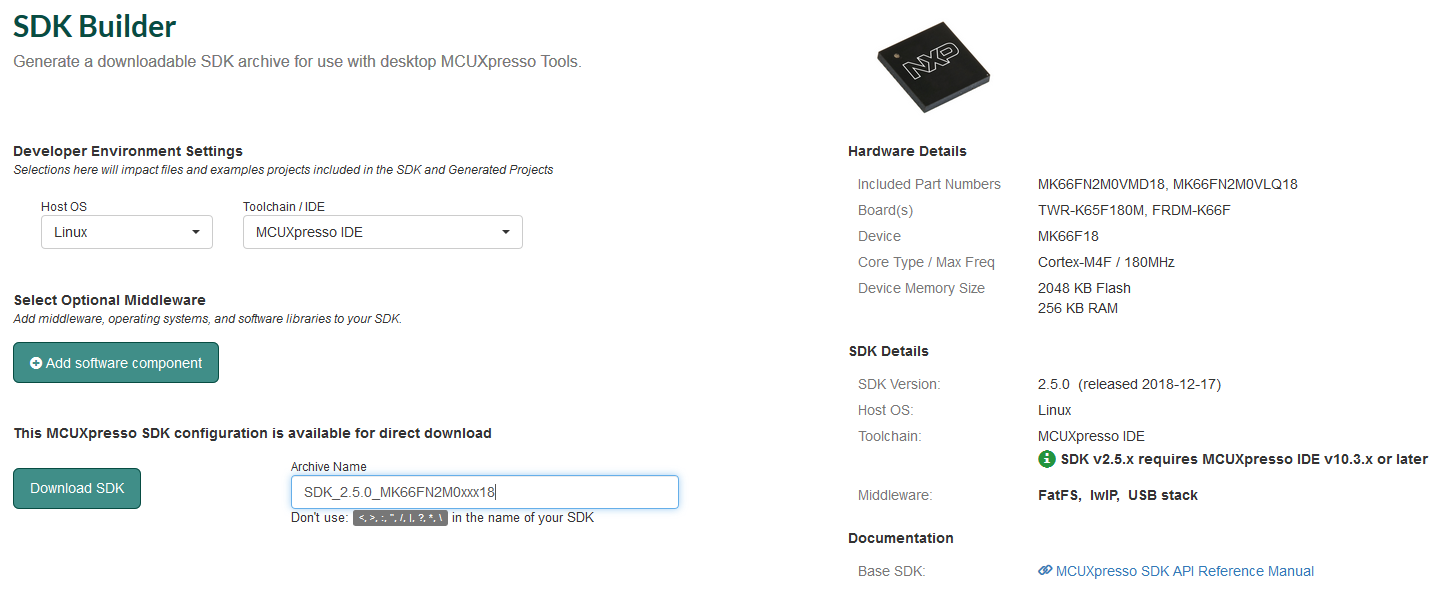 SDK Builder
Generate a downloadable SDK archive for use with desktop MCUXpresso Tools.
NXP
Developer Environment Settings
Selections here will impact files and examples projects included in the SDK and Generated Projects
Host OS
Toolchain / IDE
Linux
MCUXpresso IDE
Select Optional Middleware
Add middleware, operating systems, and software libraries to your SDK.
Add software component
This MCUXpresso SDK configuration is available for direct download
Download SDK
Archive Name
SDK_2.5.0_MK66FN2M0xxx18
Don't use: <, >, :, ", /, |, ?, *, \ in the name of your SDK
Hardware Details
Included Part Numbers MK66FN2M0VMD18, MK66FN2M0VLQ18
Board(s) TWR-K65F180M, FRDM-K66F
Device MK66F18
Core Type / Max Freq Cortex-M4F / 180MHz
Device Memory Size 2048 KB Flash
256 KB RAM
SDK Details
SDK Version: 2.5.0 (released 2018-12-17)
Host OS: Linux
Toolchain: MCUXpresso IDE
SDK v2.5.x requires MCUXpresso IDE v10.3.x or later
Middleware: FatFS, lwIP, USB stack
Documentation
Base SDK: MCUXpresso SDK API Reference Manual